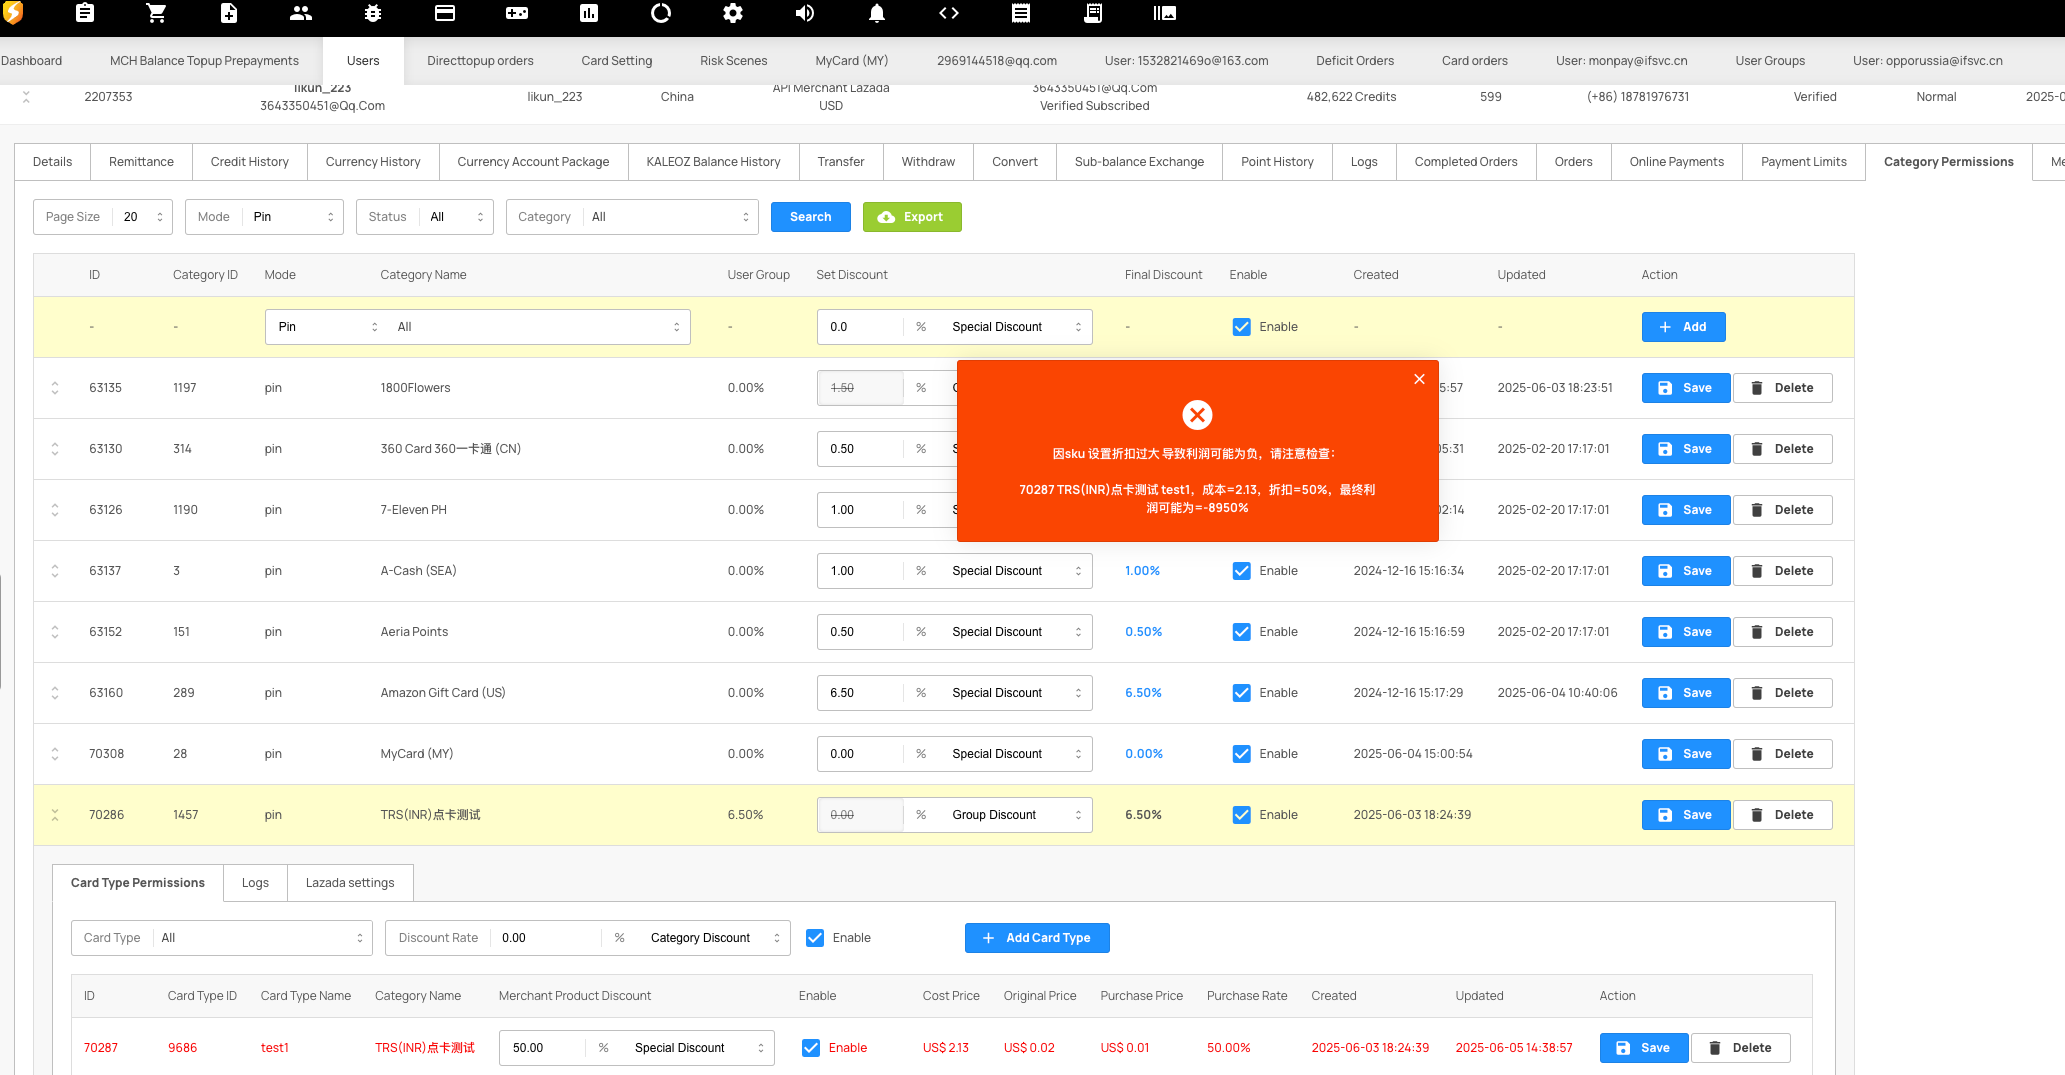 Dashboard MCH Balance Topup Prepayments Users Directtopup orders Card Setting Risk Scenes MyCard (MY) 2969144518@qq.com User: 1532821469o@163.com Deficit Orders Card orders User: monpay@ifsvc.cn User Groups User: opporussia@ifsvc.cn
likun_223 API Merchant Lazada 3643350451@Qq.Com
2207353 likun_223 China 482,622 Credits 599 (+86) 18781976731 Verified Normal 2025-0
3643350451@Qq.Com USD Verified Subscribed
Details Remittance Credit History Currency History Currency Account Package KALEOZ Balance History Transfer Withdraw Convert Sub-balance Exchange Point History Logs Completed Orders Orders Online Payments Payment Limits Category Permissions Me
Page Size 20 Mode Pin Status All Category All Search Export
ID Category ID Mode Category Name User Group Set Discount Final Discount Enable Created Updated Action
- - Pin All - 0.0 % Special Discount - Enable - - + Add
63135 1197 pin 1800Flowers 0.00% 1.50 % 5:57 2025-06-03 18:23:51 Save Delete
63130 314 pin 360 Card 360一卡通 (CN) 0.00% 0.50 % 05:31 2025-02-20 17:17:01 Save Delete
63126 1190 pin 7-Eleven PH 0.00% 1.00 % 02:14 2025-02-20 17:17:01 Save Delete
因sku 设置折扣过大 导致利润可能为负，请注意检查：
70287 TRS(INR)点卡测试 test1，成本=2.13，折扣=50%，最终利
润可能为=-8950%
63137 3 pin A-Cash (SEA) 0.00% 1.00 % Special Discount 1.00% Enable 2024-12-16 15:16:34 2025-02-20 17:17:01 Save Delete
63152 151 pin Aeria Points 0.00% 0.50 % Special Discount 0.50% Enable 2024-12-16 15:16:59 2025-02-20 17:17:01 Save Delete
63160 289 pin Amazon Gift Card (US) 0.00% 6.50 % Special Discount 6.50% Enable 2024-12-16 15:17:29 2025-06-04 10:40:06 Save Delete
70308 28 pin MyCard (MY) 0.00% 0.00 % Special Discount 0.00% Enable 2025-06-04 15:00:54 Save Delete
70286 1457 pin TRS(INR)点卡测试 6.50% 0.00 % Group Discount 6.50% Enable 2025-06-03 18:24:39 Save Delete
Card Type Permissions Logs Lazada settings
Card Type All Discount Rate 0.00 % Category Discount Enable + Add Card Type
ID Card Type ID Card Type Name Category Name Merchant Product Discount Enable Cost Price Original Price Purchase Price Purchase Rate Created Updated Action
70287 9686 test1 TRS(INR)点卡测试 50.00 % Special Discount Enable US$ 2.13 US$ 0.02 US$ 0.01 50.00% 2025-06-03 18:24:39 2025-06-05 14:38:57 Save Delete